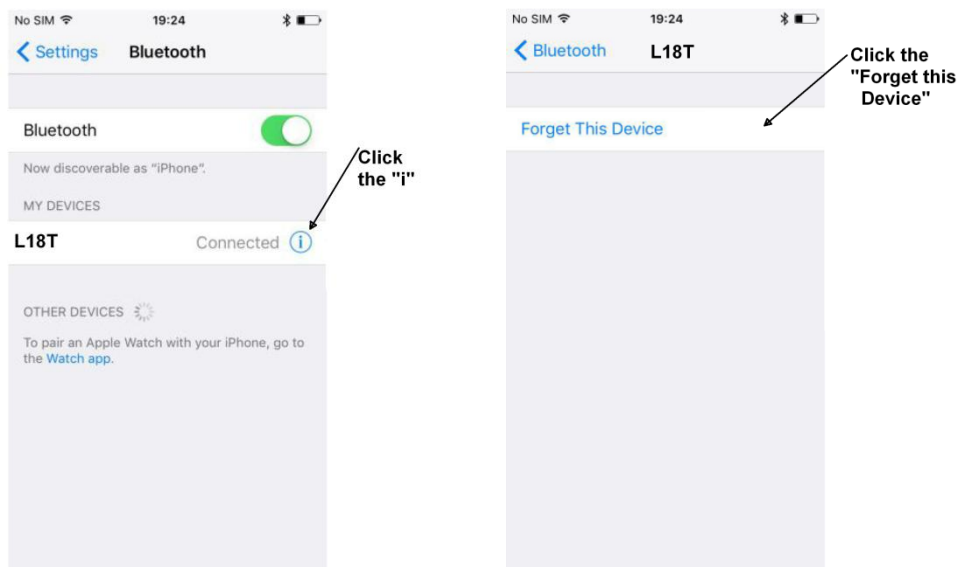 No SIM 19:24
Settings Bluetooth
Bluetooth
Now discoverable as “iPhone”.
MY DEVICES
L18T Connected i
OTHER DEVICES
To pair an Apple Watch with your iPhone, go to
the Watch app.
Click
the "i"
No SIM 19:24
Bluetooth L18T
Forget This Device
Click the
"Forget this
Device"